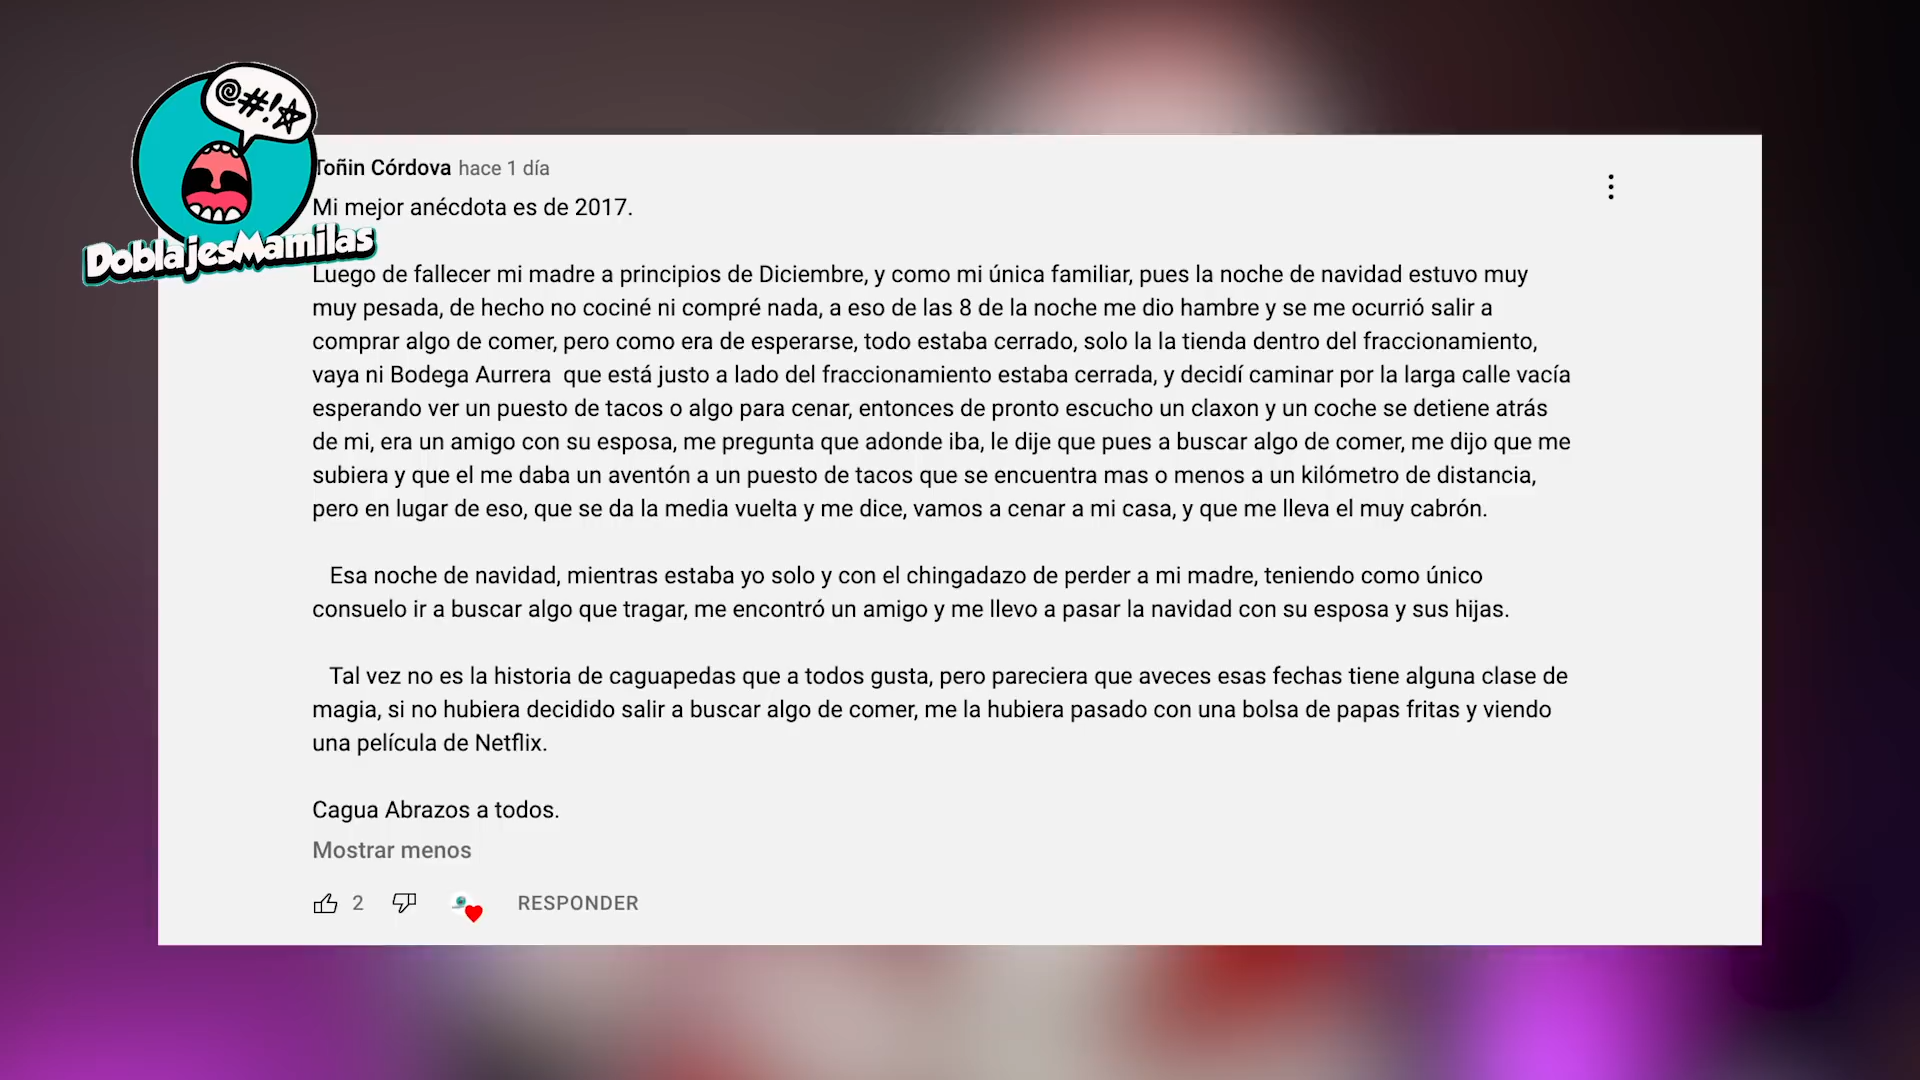 @#!
DoblajesMamilas
Toñin Córdova hace 1 día
Mi mejor anécdota es de 2017.
Luego de fallecer mi madre a principios de Diciembre, y como mi única familiar, pues la noche de navidad estuvo muy
muy pesada, de hecho no cociné ni compré nada, a eso de las 8 de la noche me dio hambre y se me ocurrió salir a
comprar algo de comer, pero como era de esperarse, todo estaba cerrado, solo la la tienda dentro del fraccionamiento,
vaya ni Bodega Aurrera  que está justo a lado del fraccionamiento estaba cerrada, y decidí caminar por la larga calle vacía
esperando ver un puesto de tacos o algo para cenar, entonces de pronto escucho un claxon y un coche se detiene atrás
de mi, era un amigo con su esposa, me pregunta que adonde iba, le dije que pues a buscar algo de comer, me dijo que me
subiera y que el me daba un aventón a un puesto de tacos que se encuentra mas o menos a un kilómetro de distancia,
pero en lugar de eso, que se da la media vuelta y me dice, vamos a cenar a mi casa, y que me lleva el muy cabrón.
Esa noche de navidad, mientras estaba yo solo y con el chingadazo de perder a mi madre, teniendo como único
consuelo ir a buscar algo que tragar, me encontró un amigo y me llevo a pasar la navidad con su esposa y sus hijas.
Tal vez no es la historia de caguapedas que a todos gusta, pero pareciera que aveces esas fechas tiene alguna clase de
magia, si no hubiera decidido salir a buscar algo de comer, me la hubiera pasado con una bolsa de papas fritas y viendo
una película de Netflix.
Cagua Abrazos a todos.
Mostrar menos
2 RESPONDER